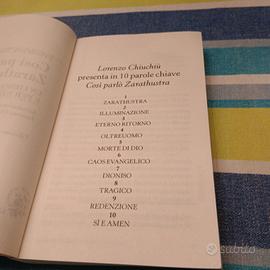 Lorenzo Chiuchiù
presenta in 10 parole chiave
Così parlò Zarathustra
1
ZARATHUSTRA
2
ILLUMINAZIONE
3
ETERNO RITORNO
4
OLTREUOMO
5
MORTE DI DIO
6
CAOS EVANGELICO
7
DIONISO
8
TRAGICO
9
REDENZIONE
10
SÌ E AMEN
subito